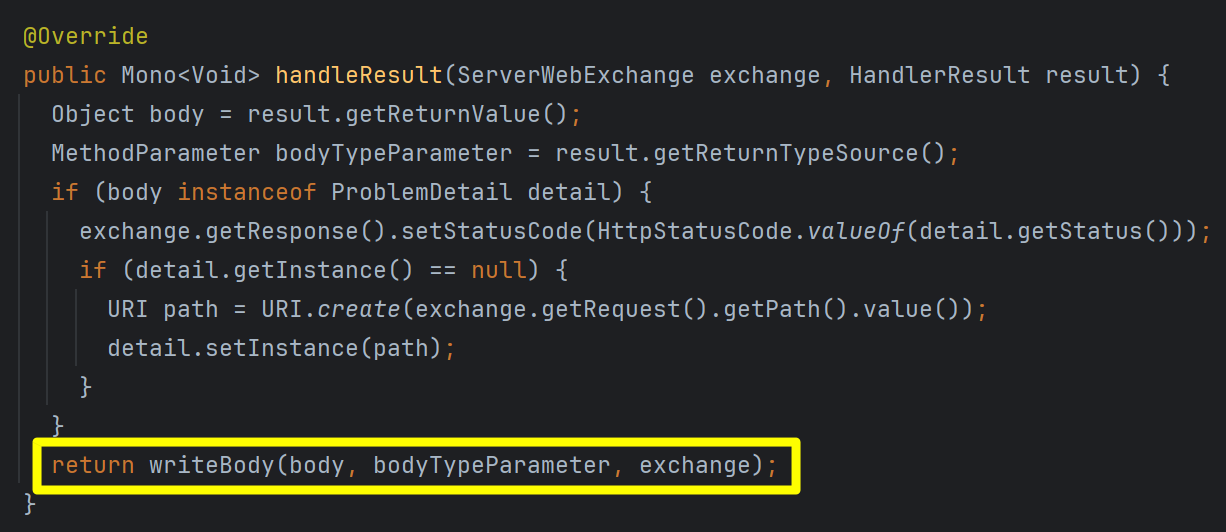 @Override
public Mono<Void> handleResult(ServerWebExchange exchange, HandlerResult result) {
Object body = result.getReturnValue();
MethodParameter bodyTypeParameter = result.getReturnTypeSource();
if (body instanceof ProblemDetail detail) {
exchange.getResponse().setStatusCode(HttpStatusCode.valueOf(detail.getStatus()));
if (detail.getInstance() == null) {
URI path = URI.create(exchange.getRequest().getPath().value());
detail.setInstance(path);
}
}
return writeBody(body, bodyTypeParameter, exchange);
}